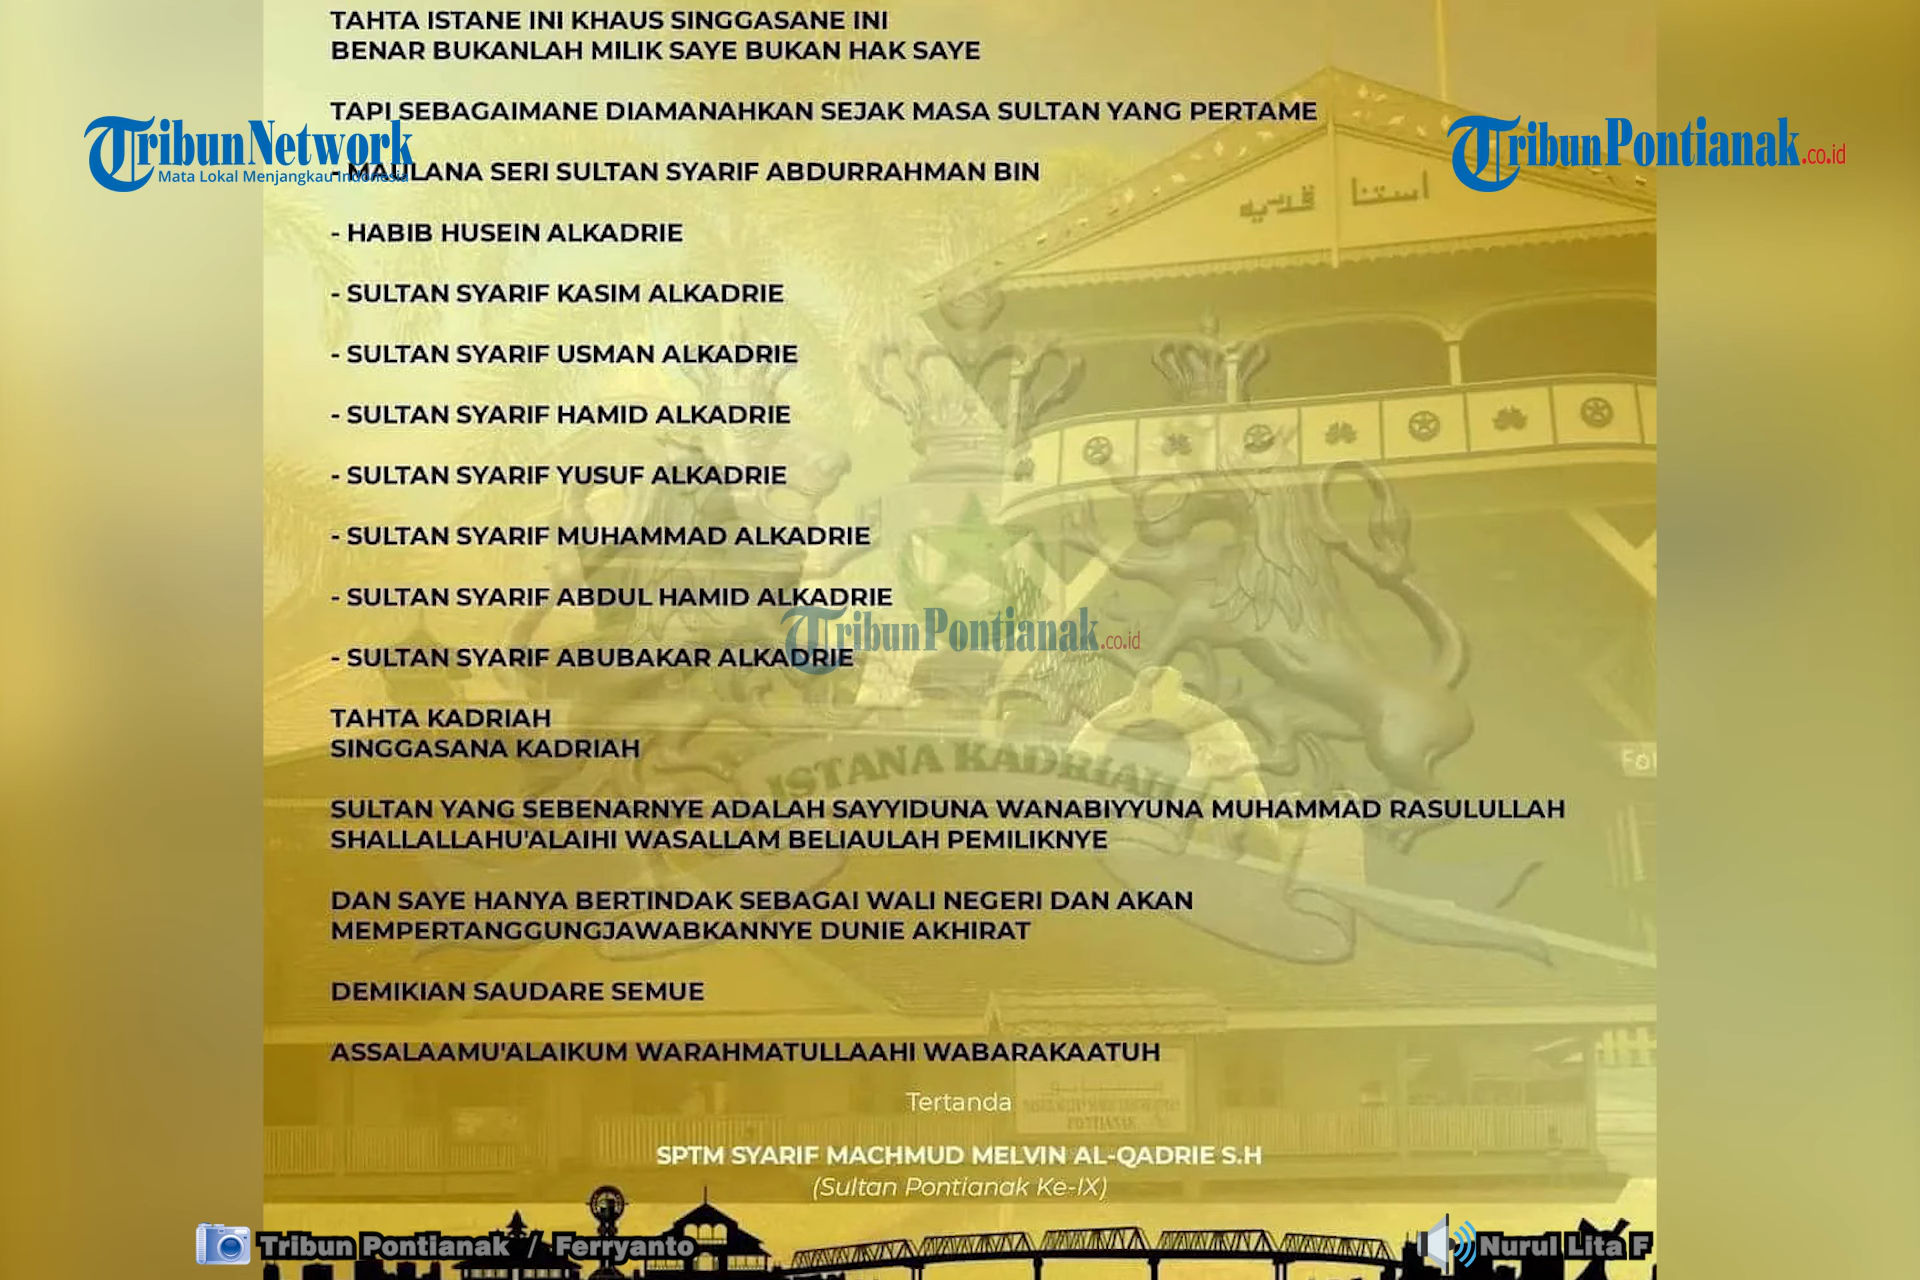 TAHTA ISTANE INI KHAUS SINGGASANE INI
BENAR BUKANLAH MILIK SAYE BUKAN HAK SAYE
TAPI SEBAGAIMANE DIAMANAHKAN SEJAK MASA SULTAN YANG PERTAME
TribunNetwork
Mata Lokal Menjangkau Indonesia
TribunPontianak.co.id
- MAULANA SERI SULTAN SYARIF ABDURRAHMAN BIN
استنا قدريه
- HABIB HUSEIN ALKADRIE
- SULTAN SYARIF KASIM ALKADRIE
- SULTAN SYARIF USMAN ALKADRIE
- SULTAN SYARIF HAMID ALKADRIE
- SULTAN SYARIF YUSUF ALKADRIE
- SULTAN SYARIF MUHAMMAD ALKADRIE
- SULTAN SYARIF ABDUL HAMID ALKADRIE
TribunPontianak.co.id
- SULTAN SYARIF ABUBAKAR ALKADRIE
TAHTA KADRIAH
SINGGASANA KADRIAH
ISTANA KADRIAH
SULTAN YANG SEBENARNYE ADALAH SAYYIDUNA WANABIYYUNA MUHAMMAD RASULULLAH
SHALLALLAHU'ALAIHI WASALLAM BELIAULAH PEMILIKNYE
DAN SAYE HANYA BERTINDAK SEBAGAI WALI NEGERI DAN AKAN
MEMPERTANGGUNGJAWABKANNYE DUNIE AKHIRAT
DEMIKIAN SAUDARE SEMUE
ASSALAAMU'ALAIKUM WARAHMATULLAAHI WABARAKAATUH
Tertanda
PONTIANAK
SPTM SYARIF MACHMUD MELVIN AL-QADRIE S.H
(Sultan Pontianak Ke-IX)
Tribun Pontianak / Ferryanto
Nurul Lita F